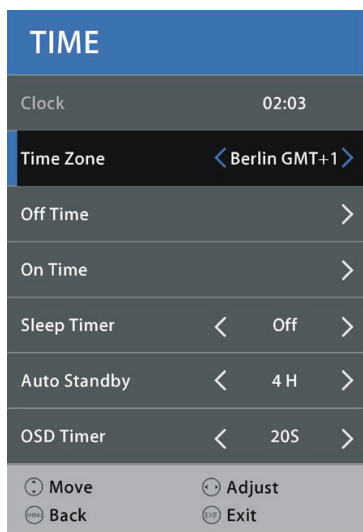 TIME
Clock 02:03
Time Zone Berlin GMT+1
Off Time
On Time
Sleep Timer Off
Auto Standby 4 H
OSD Timer 20S
Move Adjust
MENU Back EXIT Exit